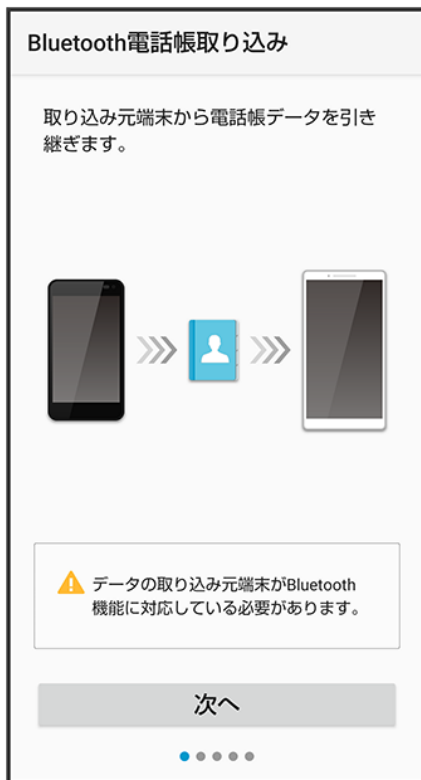 Bluetooth電話帳取り込み
取り込み元端末から電話帳データを引き
継ぎます。
データの取り込み元端末がBluetooth
機能に対応している必要があります。
次へ